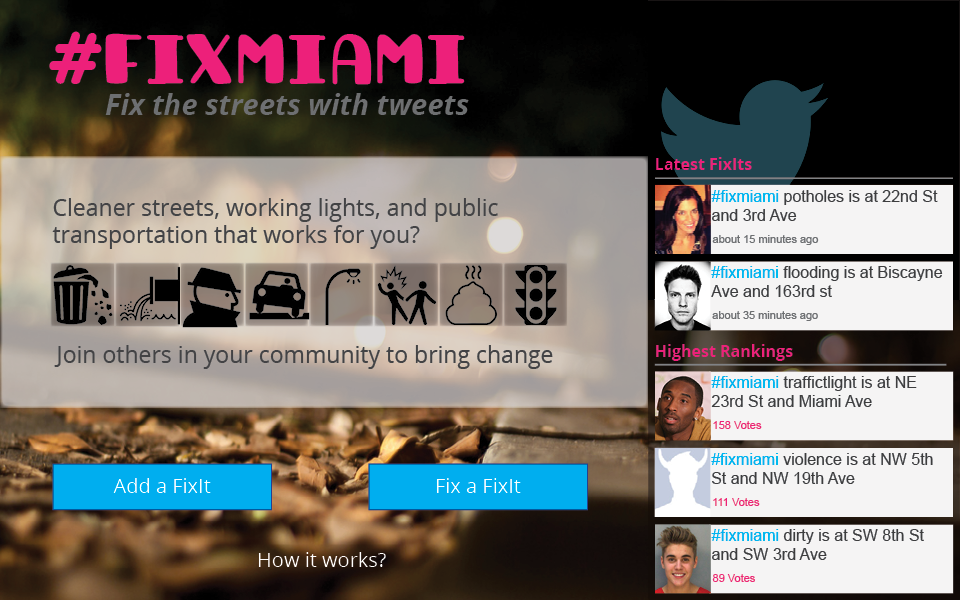 #FIXMIAMI
Fix the streets with tweets
Cleaner streets, working lights, and public
transportation that works for you?
Join others in your community to bring change
Add a FixIt
Fix a FixIt
How it works?
Latest FixIts
#fixmiami potholes is at 22nd St
and 3rd Ave
about 15 minutes ago
#fixmiami flooding is at Biscayne
Ave and 163rd st
about 35 minutes ago
Highest Rankings
#fixmiami traffictlight is at NE
23rd St and Miami Ave
158 Votes
#fixmiami violence is at NW 5th
St and NW 19th Ave
111 Votes
#fixmiami dirty is at SW 8th St
and SW 3rd Ave
89 Votes